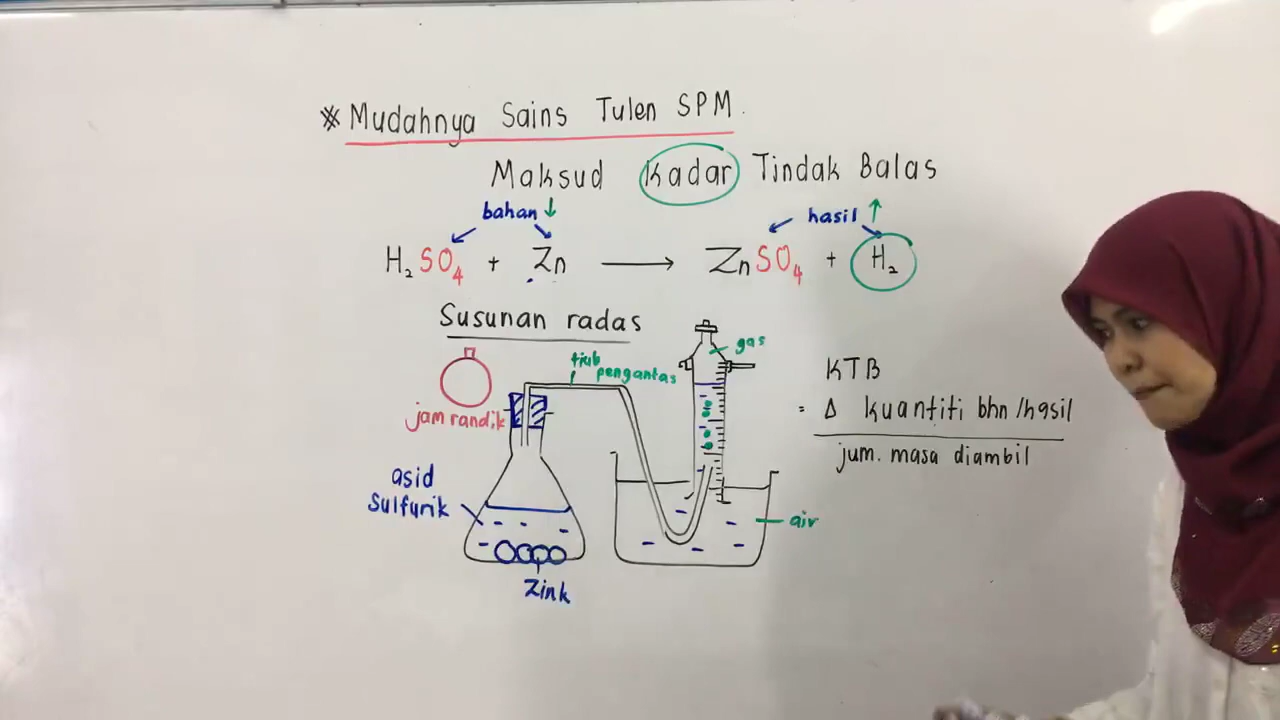 * Mudahnya Sains Tulen SPM.
Maksud Kadar Tindak Balas
bahan ↓
hasil ↑
H₂SO₄ + Zn ⟶ ZnSO₄ + H₂
Susunan radas
jam randik
tiub pengantas
gas
asid
Sulfurik
Zink
air
KTB
= Δ kuantiti bhn/hasil
jum. masa diambil